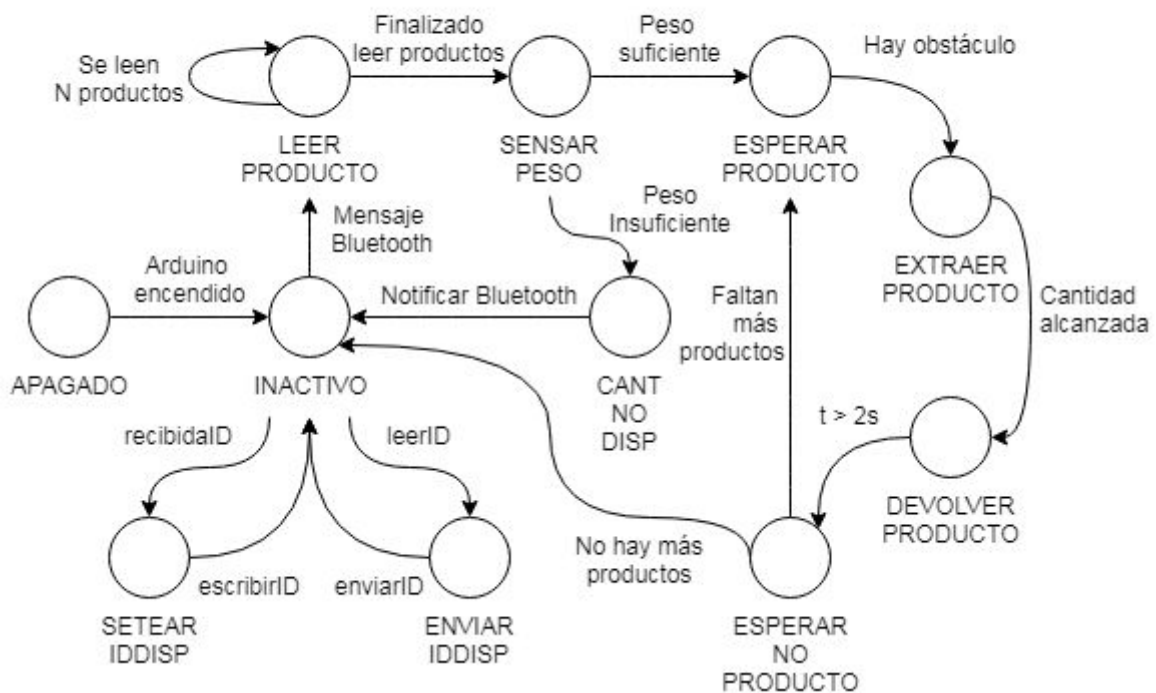 Se leen
N productos
Finalizado
leer productos
Peso
suficiente
Hay obstáculo
LEER
PRODUCTO
SENSAR
PESO
ESPERAR
PRODUCTO
Mensaje
Bluetooth
Peso
Insuficiente
EXTRAER
PRODUCTO
Arduino
encendido
Notificar Bluetooth
Faltan
más
productos
Cantidad
alcanzada
APAGADO
INACTIVO
CANT
NO
DISP
recibidaID
leerID
t > 2s
DEVOLVER
PRODUCTO
escribirID
enviarID
No hay más
productos
SETEAR
IDDISP
ENVIAR
IDDISP
ESPERAR
NO
PRODUCTO